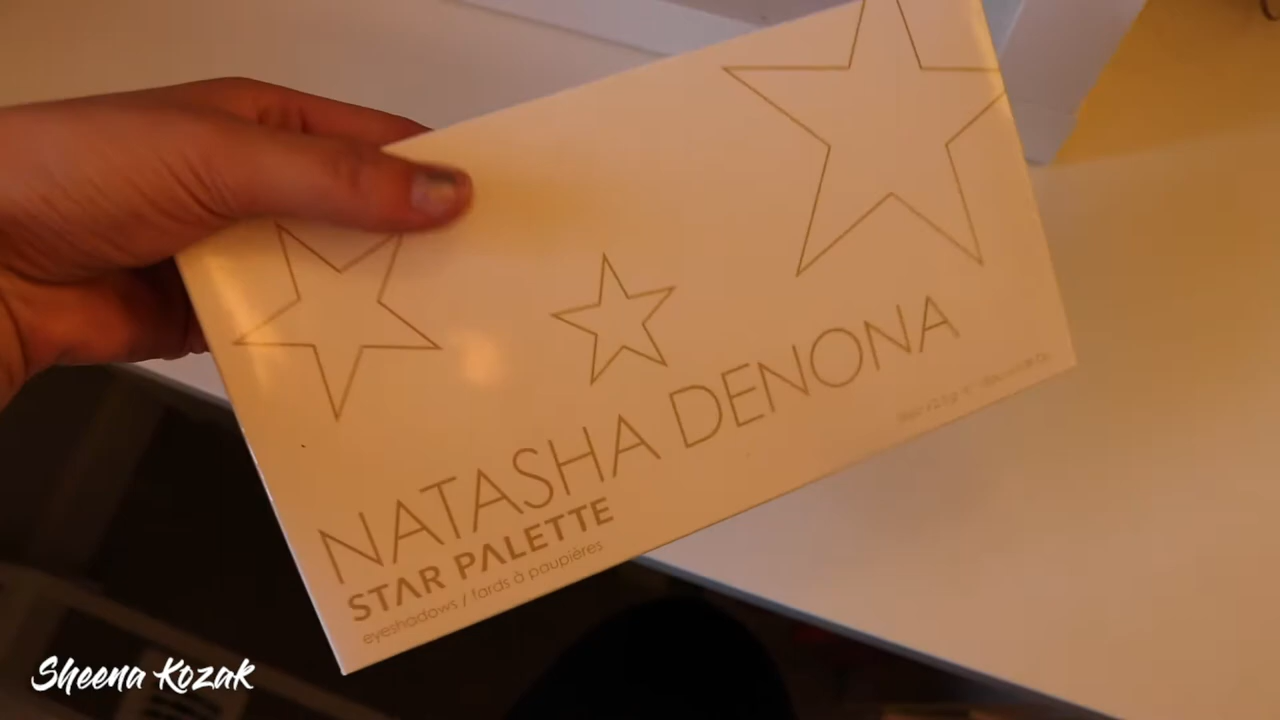 NATASHA DENONA
STAR PALETTE
eyeshadows / fards à paupières
Sheena Kozak